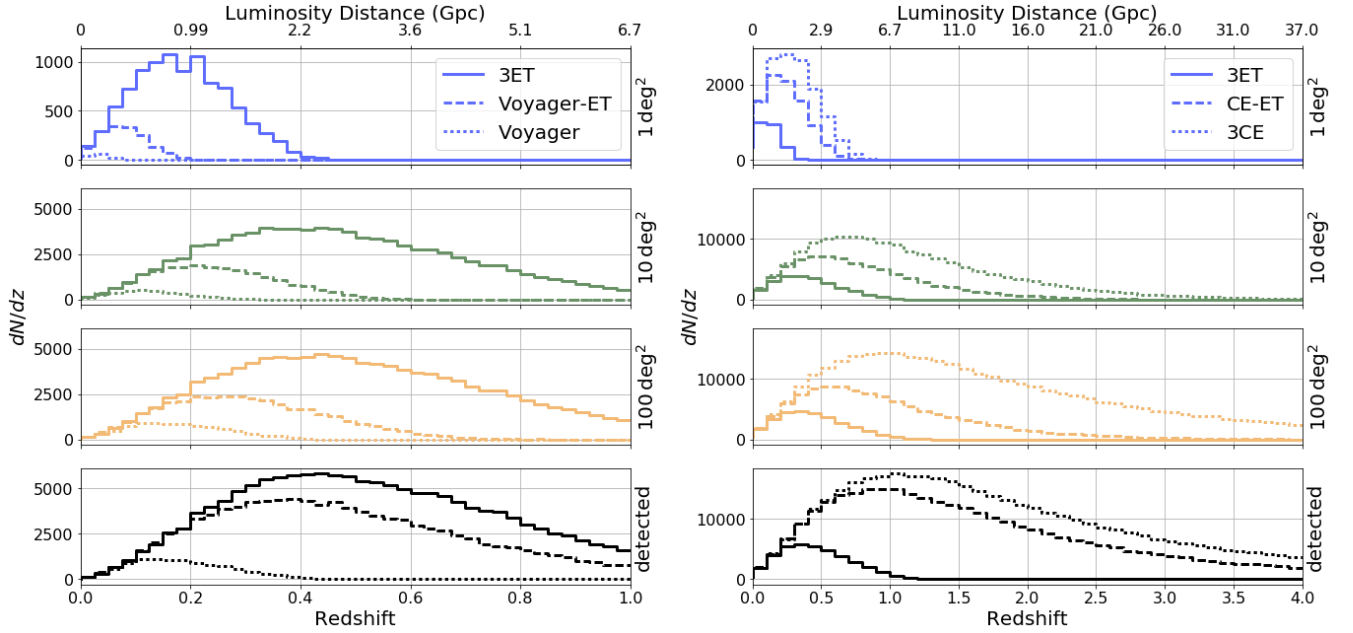 Luminosity Distance (Gpc)
0 0.99 2.2 3.6 5.1 6.7
1000
500
0
3ET
Voyager-ET
Voyager
1 deg²
5000
2500
0
10 deg²
dN/dz
5000
2500
0
100 deg²
5000
2500
0
detected
0.0 0.2 0.4 0.6 0.8 1.0
Redshift
Luminosity Distance (Gpc)
0 2.9 6.7 11.0 16.0 21.0 26.0 31.0 37.0
2000
0
3ET
CE-ET
3CE
1 deg²
10000
0
10 deg²
dN/dz
10000
0
100 deg²
10000
0
detected
0.0 0.5 1.0 1.5 2.0 2.5 3.0 3.5 4.0
Redshift